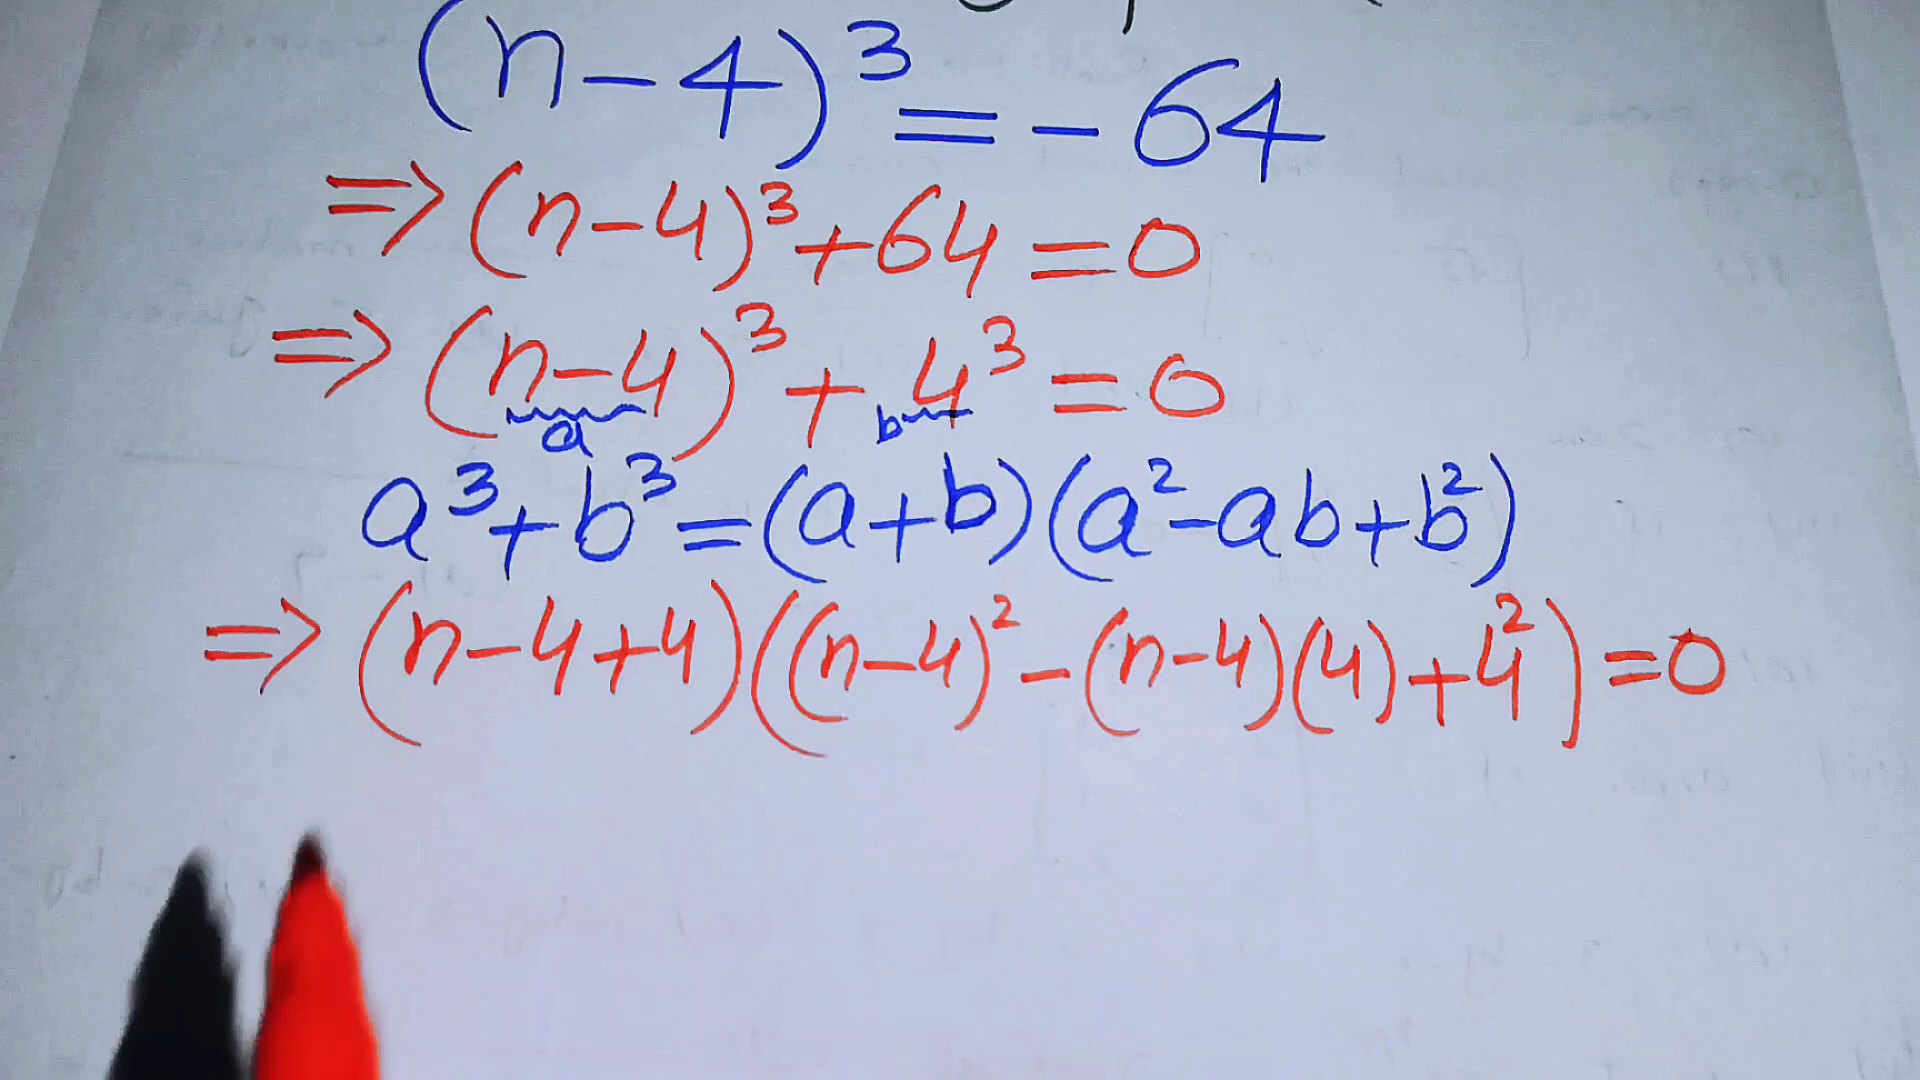 (n-4)³ = -64
⇒ (n-4)³+64 = 0
⇒ (n-4)³ + 4³ = 0
a b
a³+b³ = (a+b)(a²-ab+b²)
⇒ (n-4+4)((n-4)²-(n-4)(4)+4²) = 0